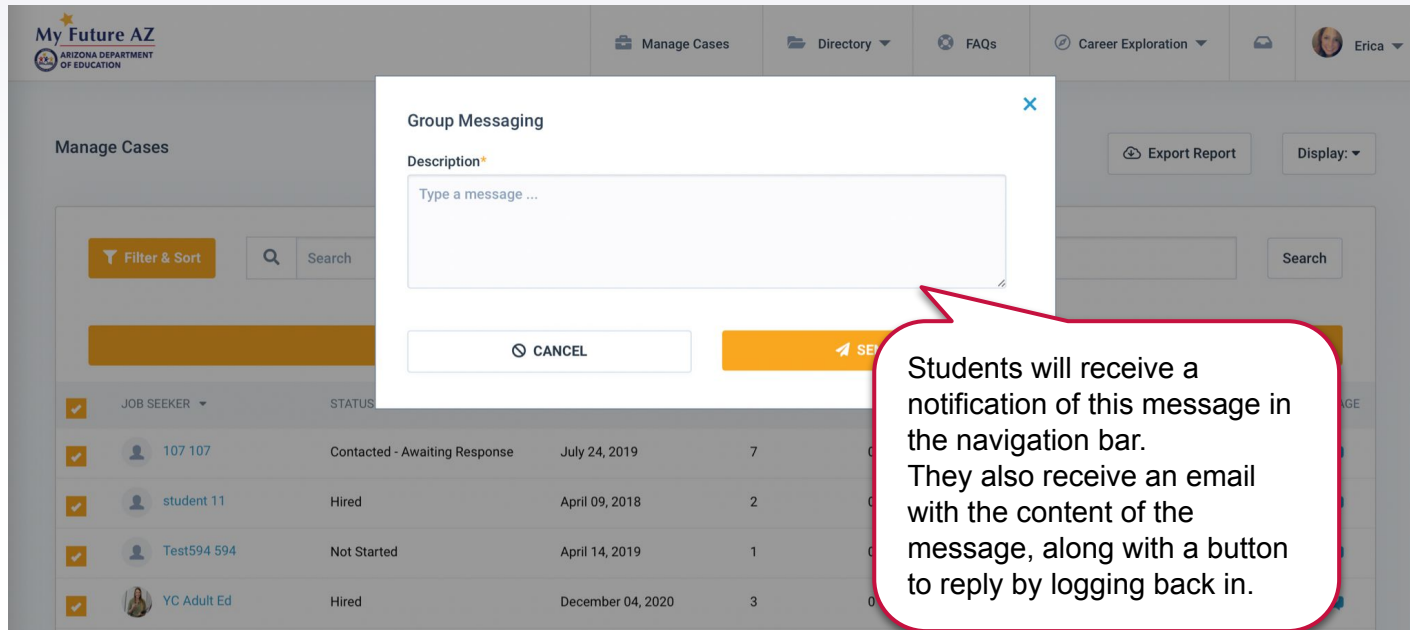 My Future AZ
ARIZONA DEPARTMENT
OF EDUCATION
Manage Cases
Directory
FAQs
Career Exploration
Erica
Manage Cases
Export Report
Display:
Group Messaging
Description*
Type a message ...
CANCEL
Filter & Sort
Search
Search
JOB SEEKER
STATUS
107 107
Contacted - Awaiting Response
July 24, 2019
7
student 11
Hired
April 09, 2018
2
Test594 594
Not Started
April 14, 2019
1
YC Adult Ed
Hired
December 04, 2020
3
0
Students will receive a
notification of this message in
the navigation bar.
They also receive an email
with the content of the
message, along with a button
to reply by logging back in.